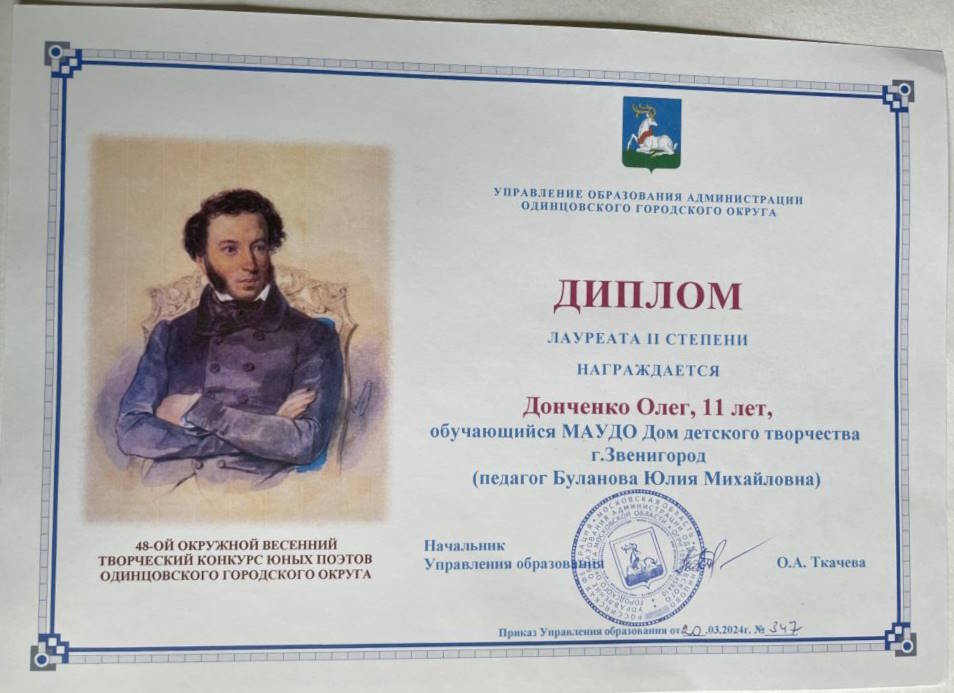 УПРАВЛЕНИЕ ОБРАЗОВАНИЯ АДМИНИСТРАЦИИ
ОДИНЦОВСКОГО ГОРОДСКОГО ОКРУГА
ДИПЛОМ
ЛАУРЕАТА II СТЕПЕНИ
НАГРАЖДАЕТСЯ
Донченко Олег, 11 лет,
обучающийся МАУДО Дом детского творчества
г.Звенигород
(педагог Буланова Юлия Михайловна)
48-ОЙ ОКРУЖНОЙ ВЕСЕННИЙ
ТВОРЧЕСКИЙ КОНКУРС ЮНЫХ ПОЭТОВ
ОДИНЦОВСКОГО ГОРОДСКОГО ОКРУГА
Начальник
Управления образования
О.А. Ткачева
Приказ Управления образования от 20 .03.2024г. № 347